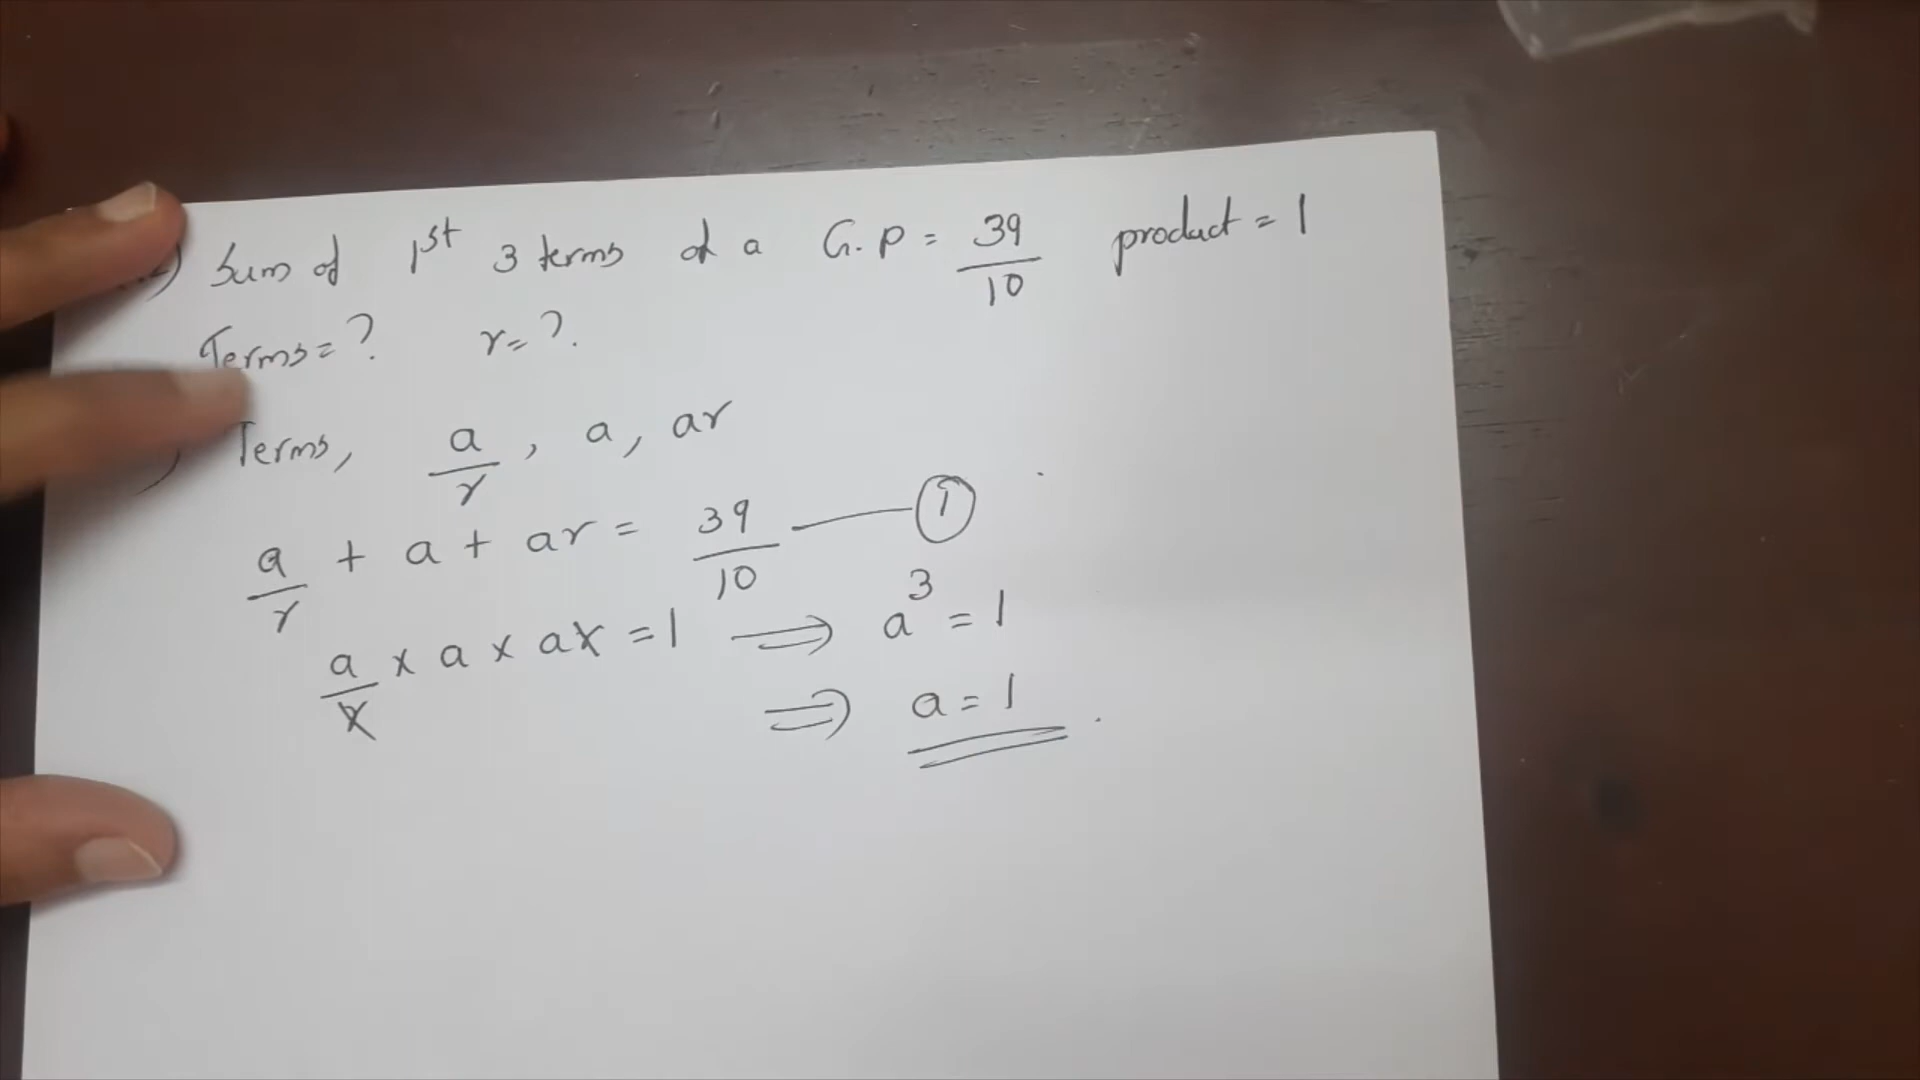 Sum of 1st 3 terms of a G.P = 39/10 product = 1
Terms = ? r = ?
Terms, a/r, a, ar
a/r + a + ar = 39/10 —— ①
a/r x a x ar = 1 ⟹ a³ = 1
⟹ a = 1